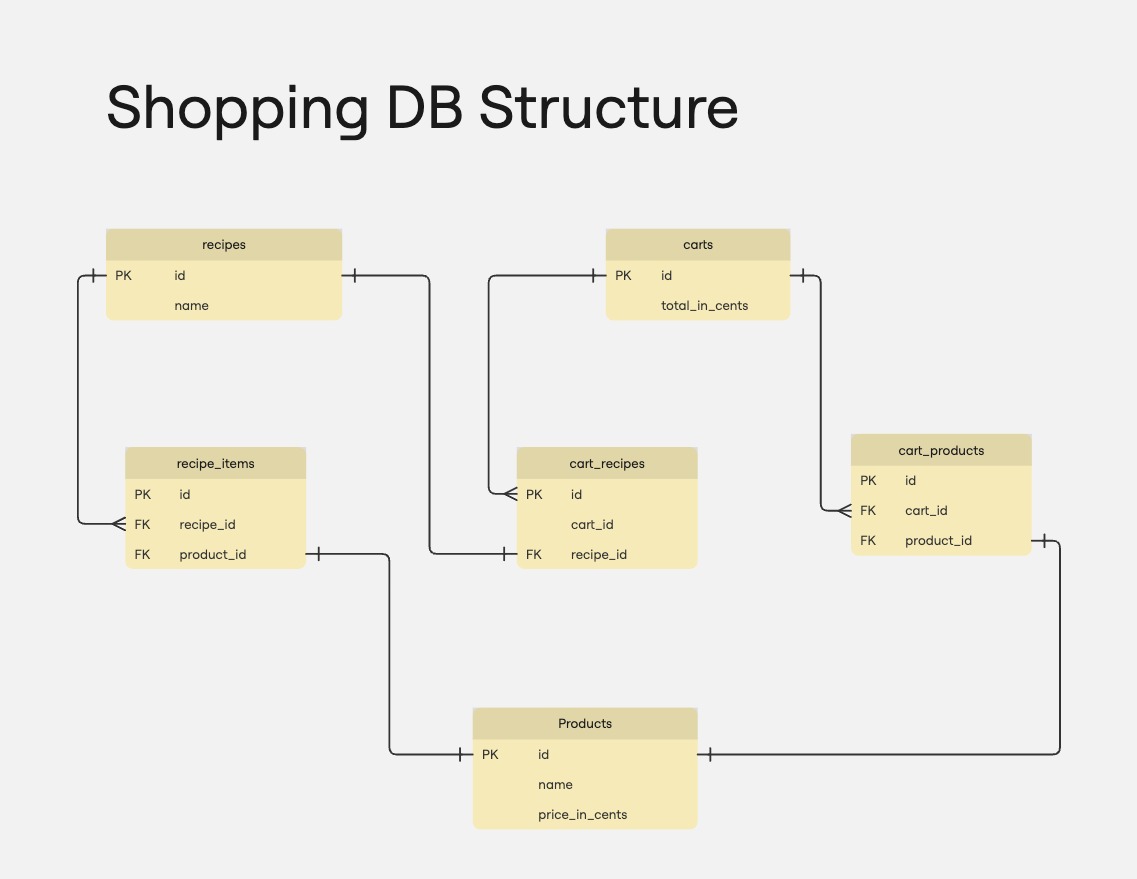 Shopping DB Structure
recipes
PK id
name
carts
PK id
total_in_cents
recipe_items
PK id
FK recipe_id
FK product_id
cart_recipes
PK id
cart_id
FK recipe_id
cart_products
PK id
FK cart_id
FK product_id
Products
PK id
name
price_in_cents